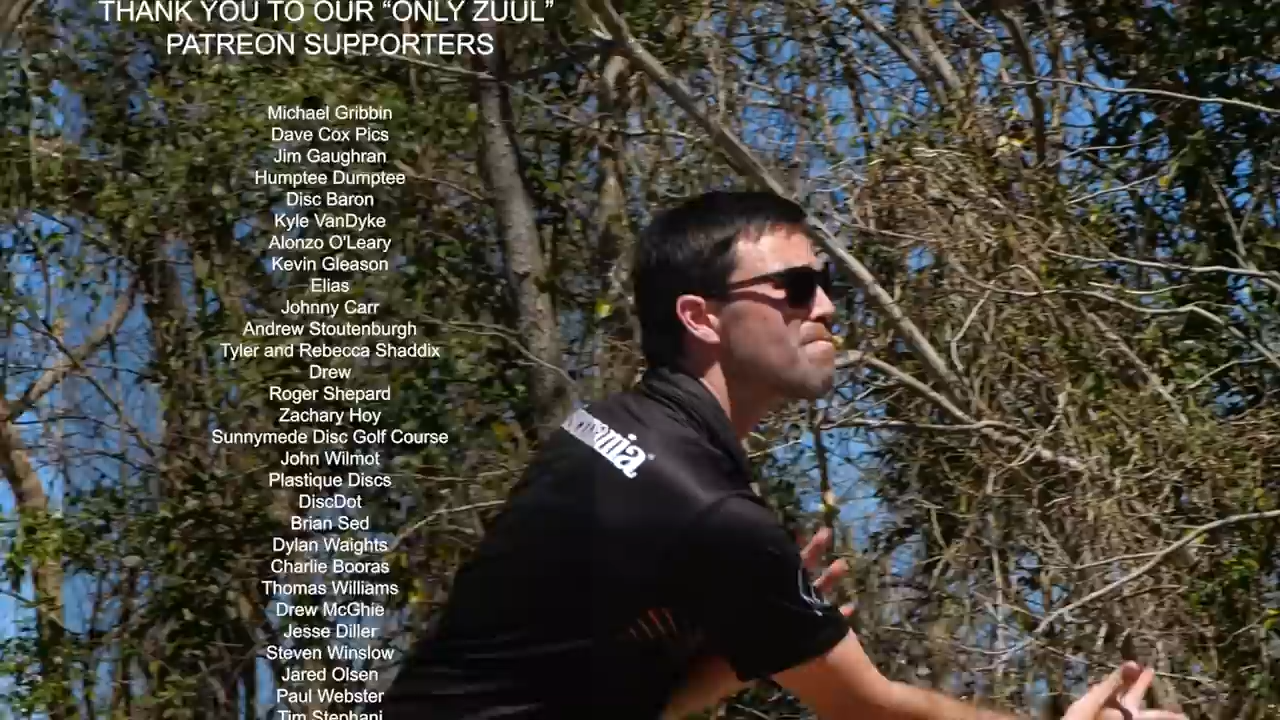 THANK YOU TO OUR “ONLY ZUUL”
PATREON SUPPORTERS
Michael Gribbin
Dave Cox Pics
Jim Gaughran
Humptee Dumptee
Disc Baron
Kyle VanDyke
Alonzo O'Leary
Kevin Gleason
Elias
Johnny Carr
Andrew Stoutenburgh
Tyler and Rebecca Shaddix
Drew
Roger Shepard
Zachary Hoy
Sunnymede Disc Golf Course
John Wilmot
Plastique Discs
DiscDot
Brian Sed
Dylan Waights
Charlie Booras
Thomas Williams
Drew McGhie
Jesse Diller
Steven Winslow
Jared Olsen
Paul Webster
Tim Stephani